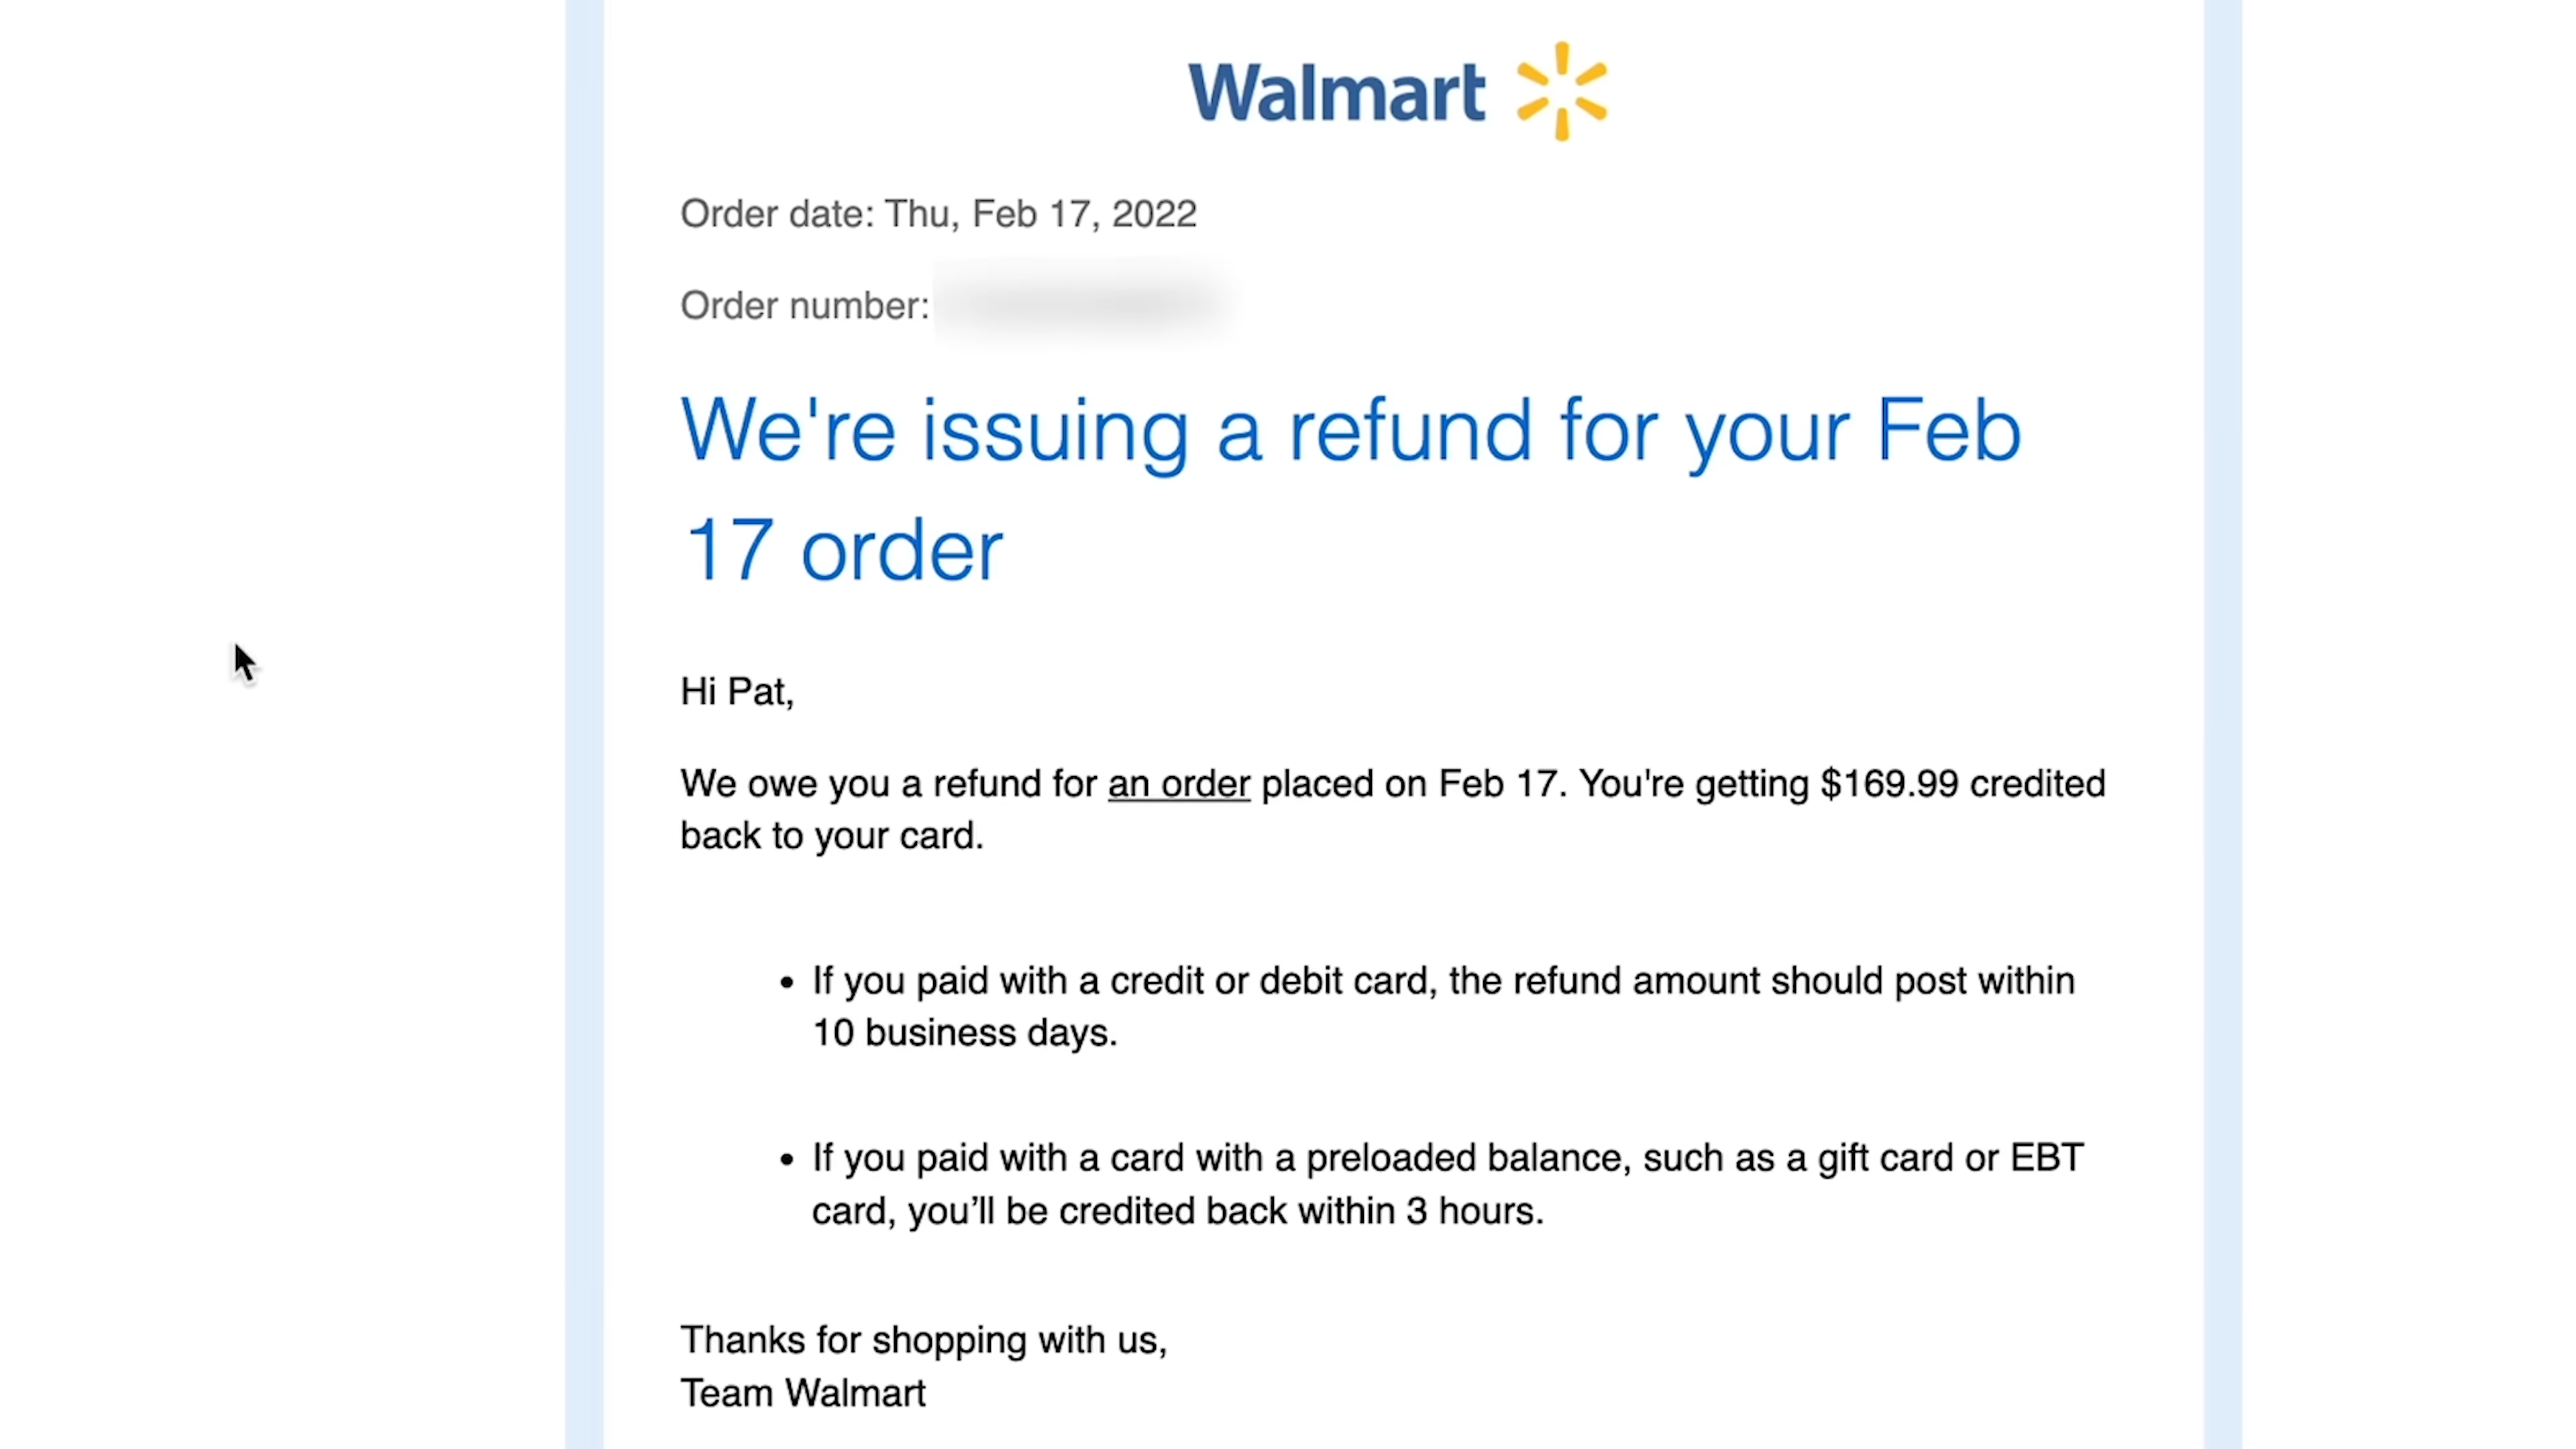 Walmart
Order date: Thu, Feb 17, 2022
Order number:
We're issuing a refund for your Feb
17 order
Hi Pat,
We owe you a refund for an order placed on Feb 17. You're getting $169.99 credited
back to your card.
• If you paid with a credit or debit card, the refund amount should post within
10 business days.
• If you paid with a card with a preloaded balance, such as a gift card or EBT
card, you’ll be credited back within 3 hours.
Thanks for shopping with us,
Team Walmart